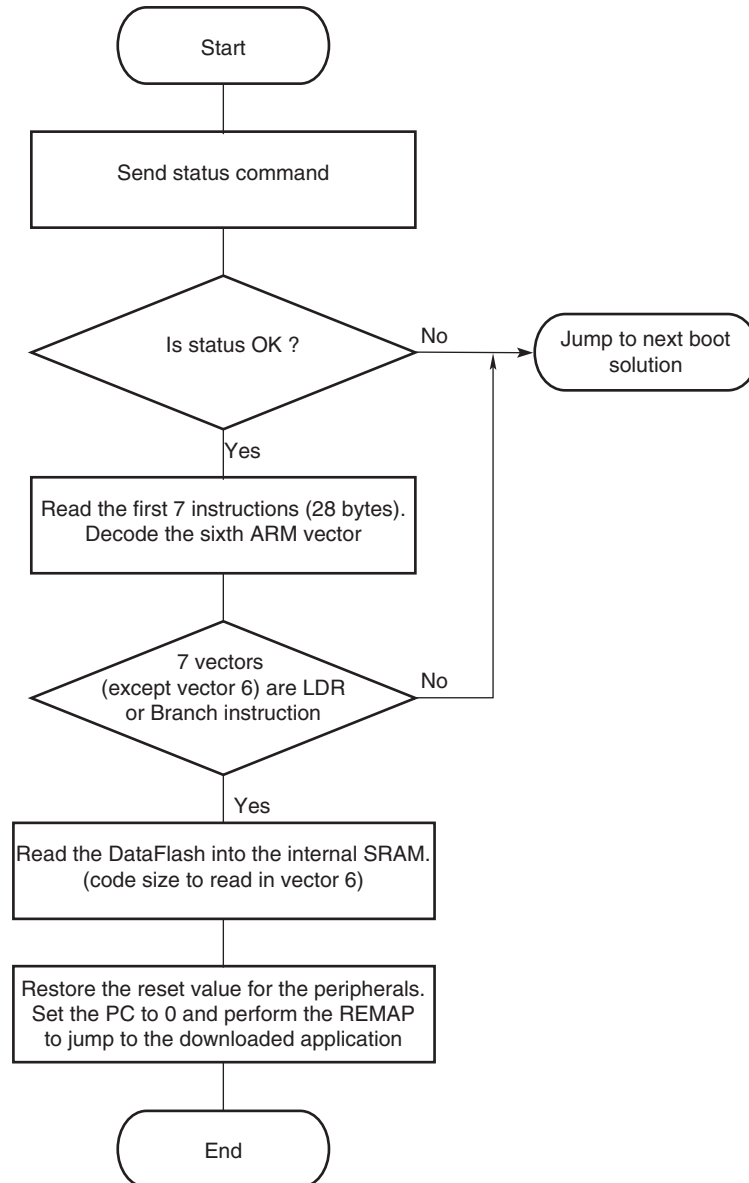 Start
Send status command
Is status OK ?
No
Jump to next boot
solution
Yes
Read the first 7 instructions (28 bytes).
Decode the sixth ARM vector
7 vectors
(except vector 6) are LDR
or Branch instruction
No
Yes
Read the DataFlash into the internal SRAM.
(code size to read in vector 6)
Restore the reset value for the peripherals.
Set the PC to 0 and perform the REMAP
to jump to the downloaded application
End